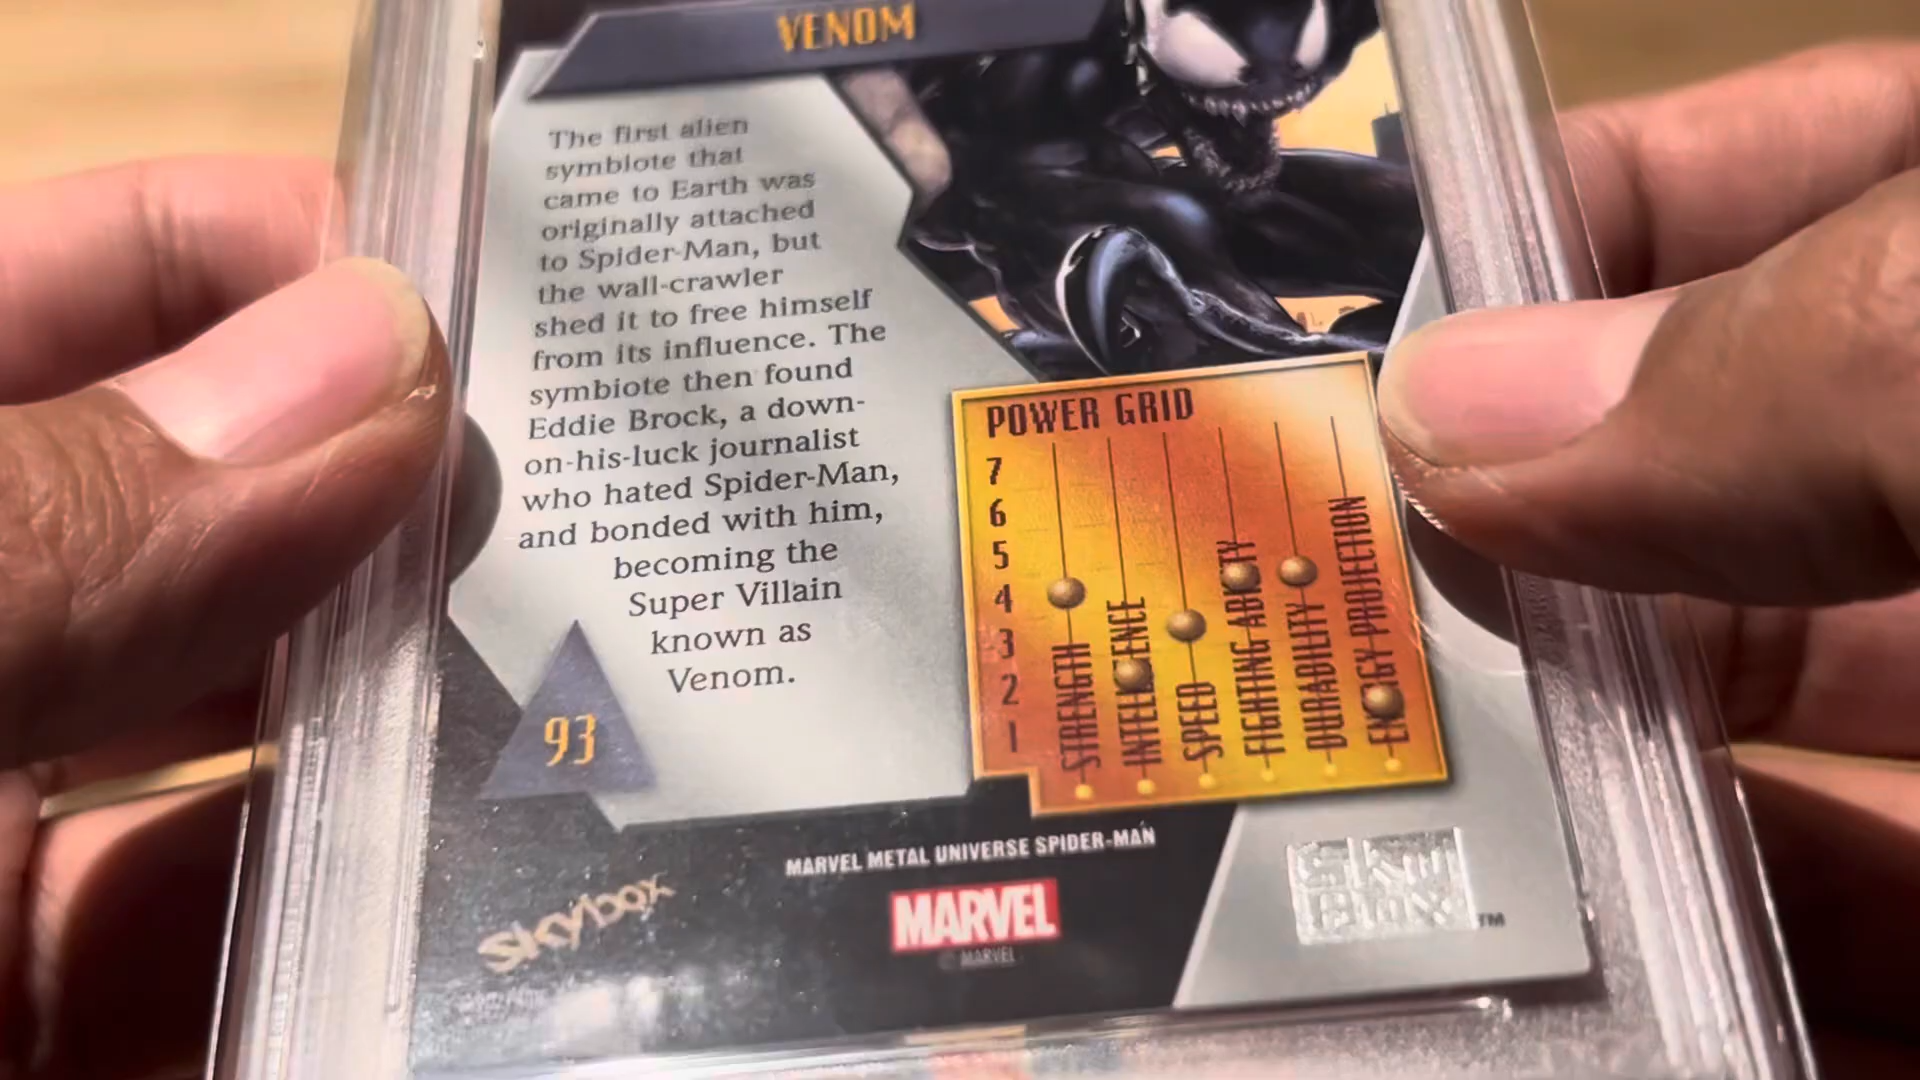 VENOM
The first alien
symbiote that
came to Earth was
originally attached
to Spider-Man, but
the wall-crawler
shed it to free himself
from its influence. The
symbiote then found
Eddie Brock, a down-
on-his-luck journalist
who hated Spider-Man,
and bonded with him,
becoming the
Super Villain
known as
Venom.
93
POWER GRID
7
6
5
4
3
2
1
STRENGTH
INTELLIGENCE
SPEED
FIGHTING ABILITY
DURABILITY
ENERGY PROJECTION
MARVEL METAL UNIVERSE SPIDER-MAN
skybox
MARVEL
© MARVEL
SkyBox
TM